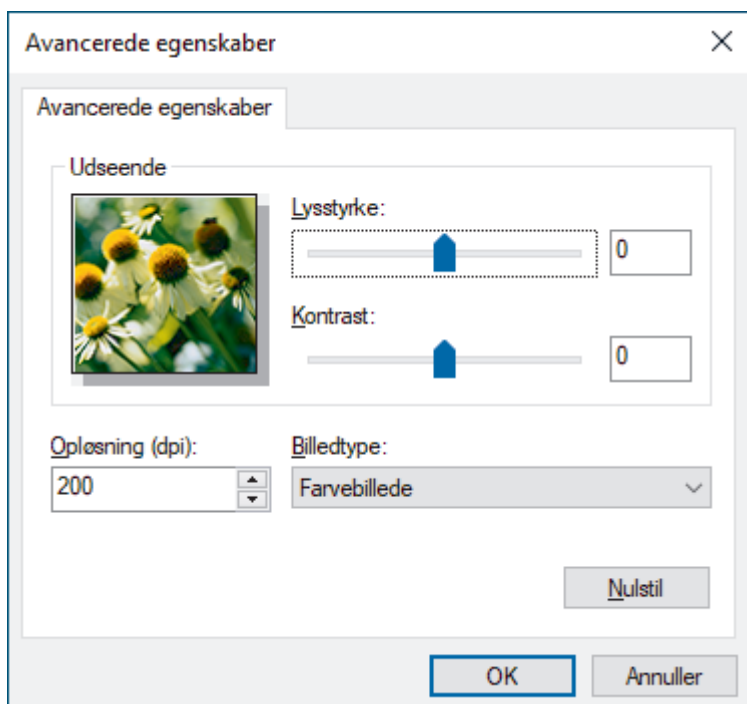 Avancerede egenskaber
Avancerede egenskaber
Udseende
Lysstyrke:
0
Kontrast:
0
Opløsning (dpi):
Billedtype:
200
Farvebillede
Nulstil
OK
Annuller